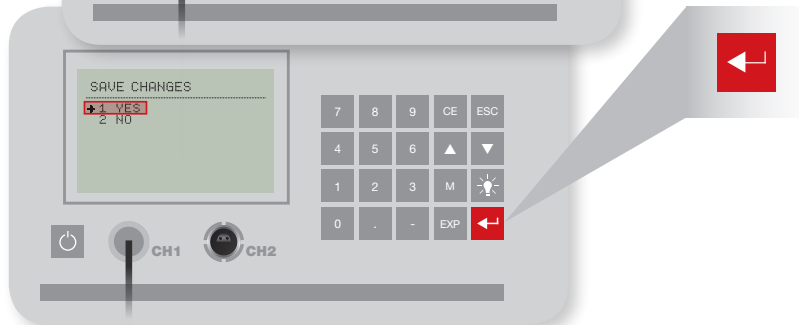 SAVE CHANGES
+ 1 YES
2 NO
7 8 9 CE ESC
4 5 6
1 2 3 M
0 . - EXP
CH1
CH2